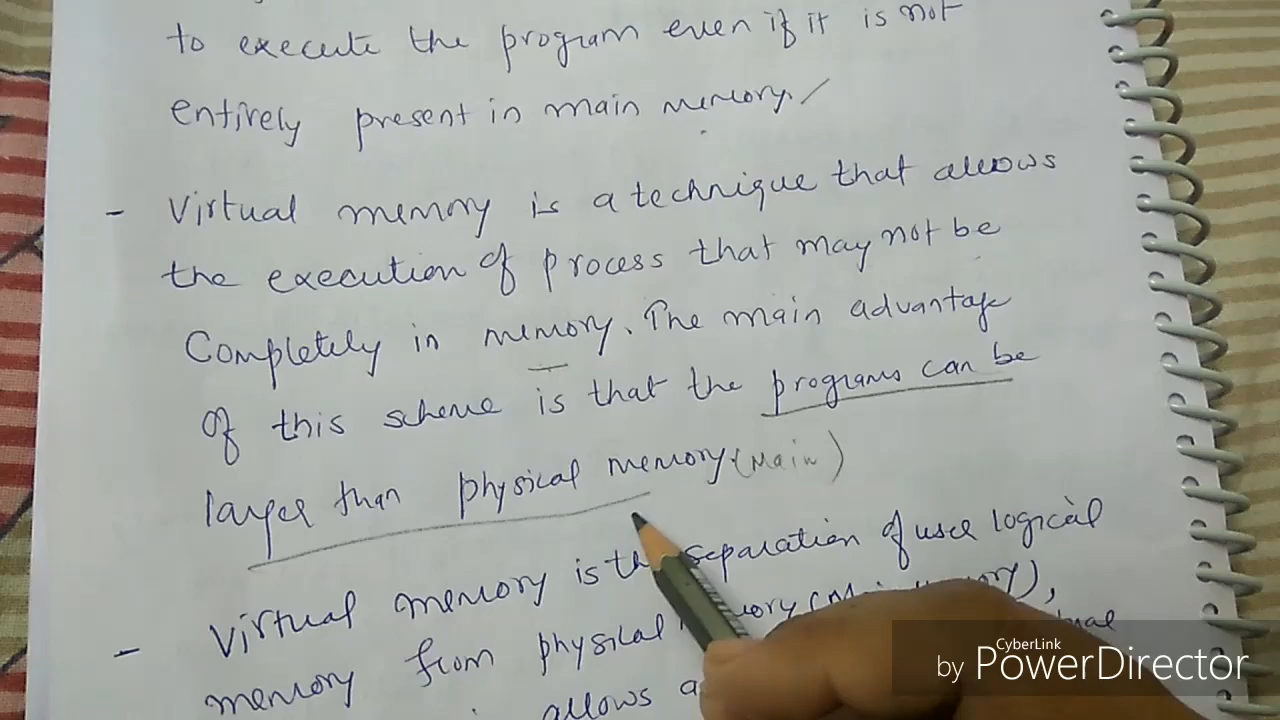 to execute the program even if it is not
entirely present in main memory.
- Virtual memory is a technique that allows
the execution of process that may not be
Completely in memory. The main advantage
Of this scheme is that the programs can be
larger than physical memory. (Main)
- Virtual memory is the separation of user logical
memory from physical
allows
CyberLink
by PowerDirector